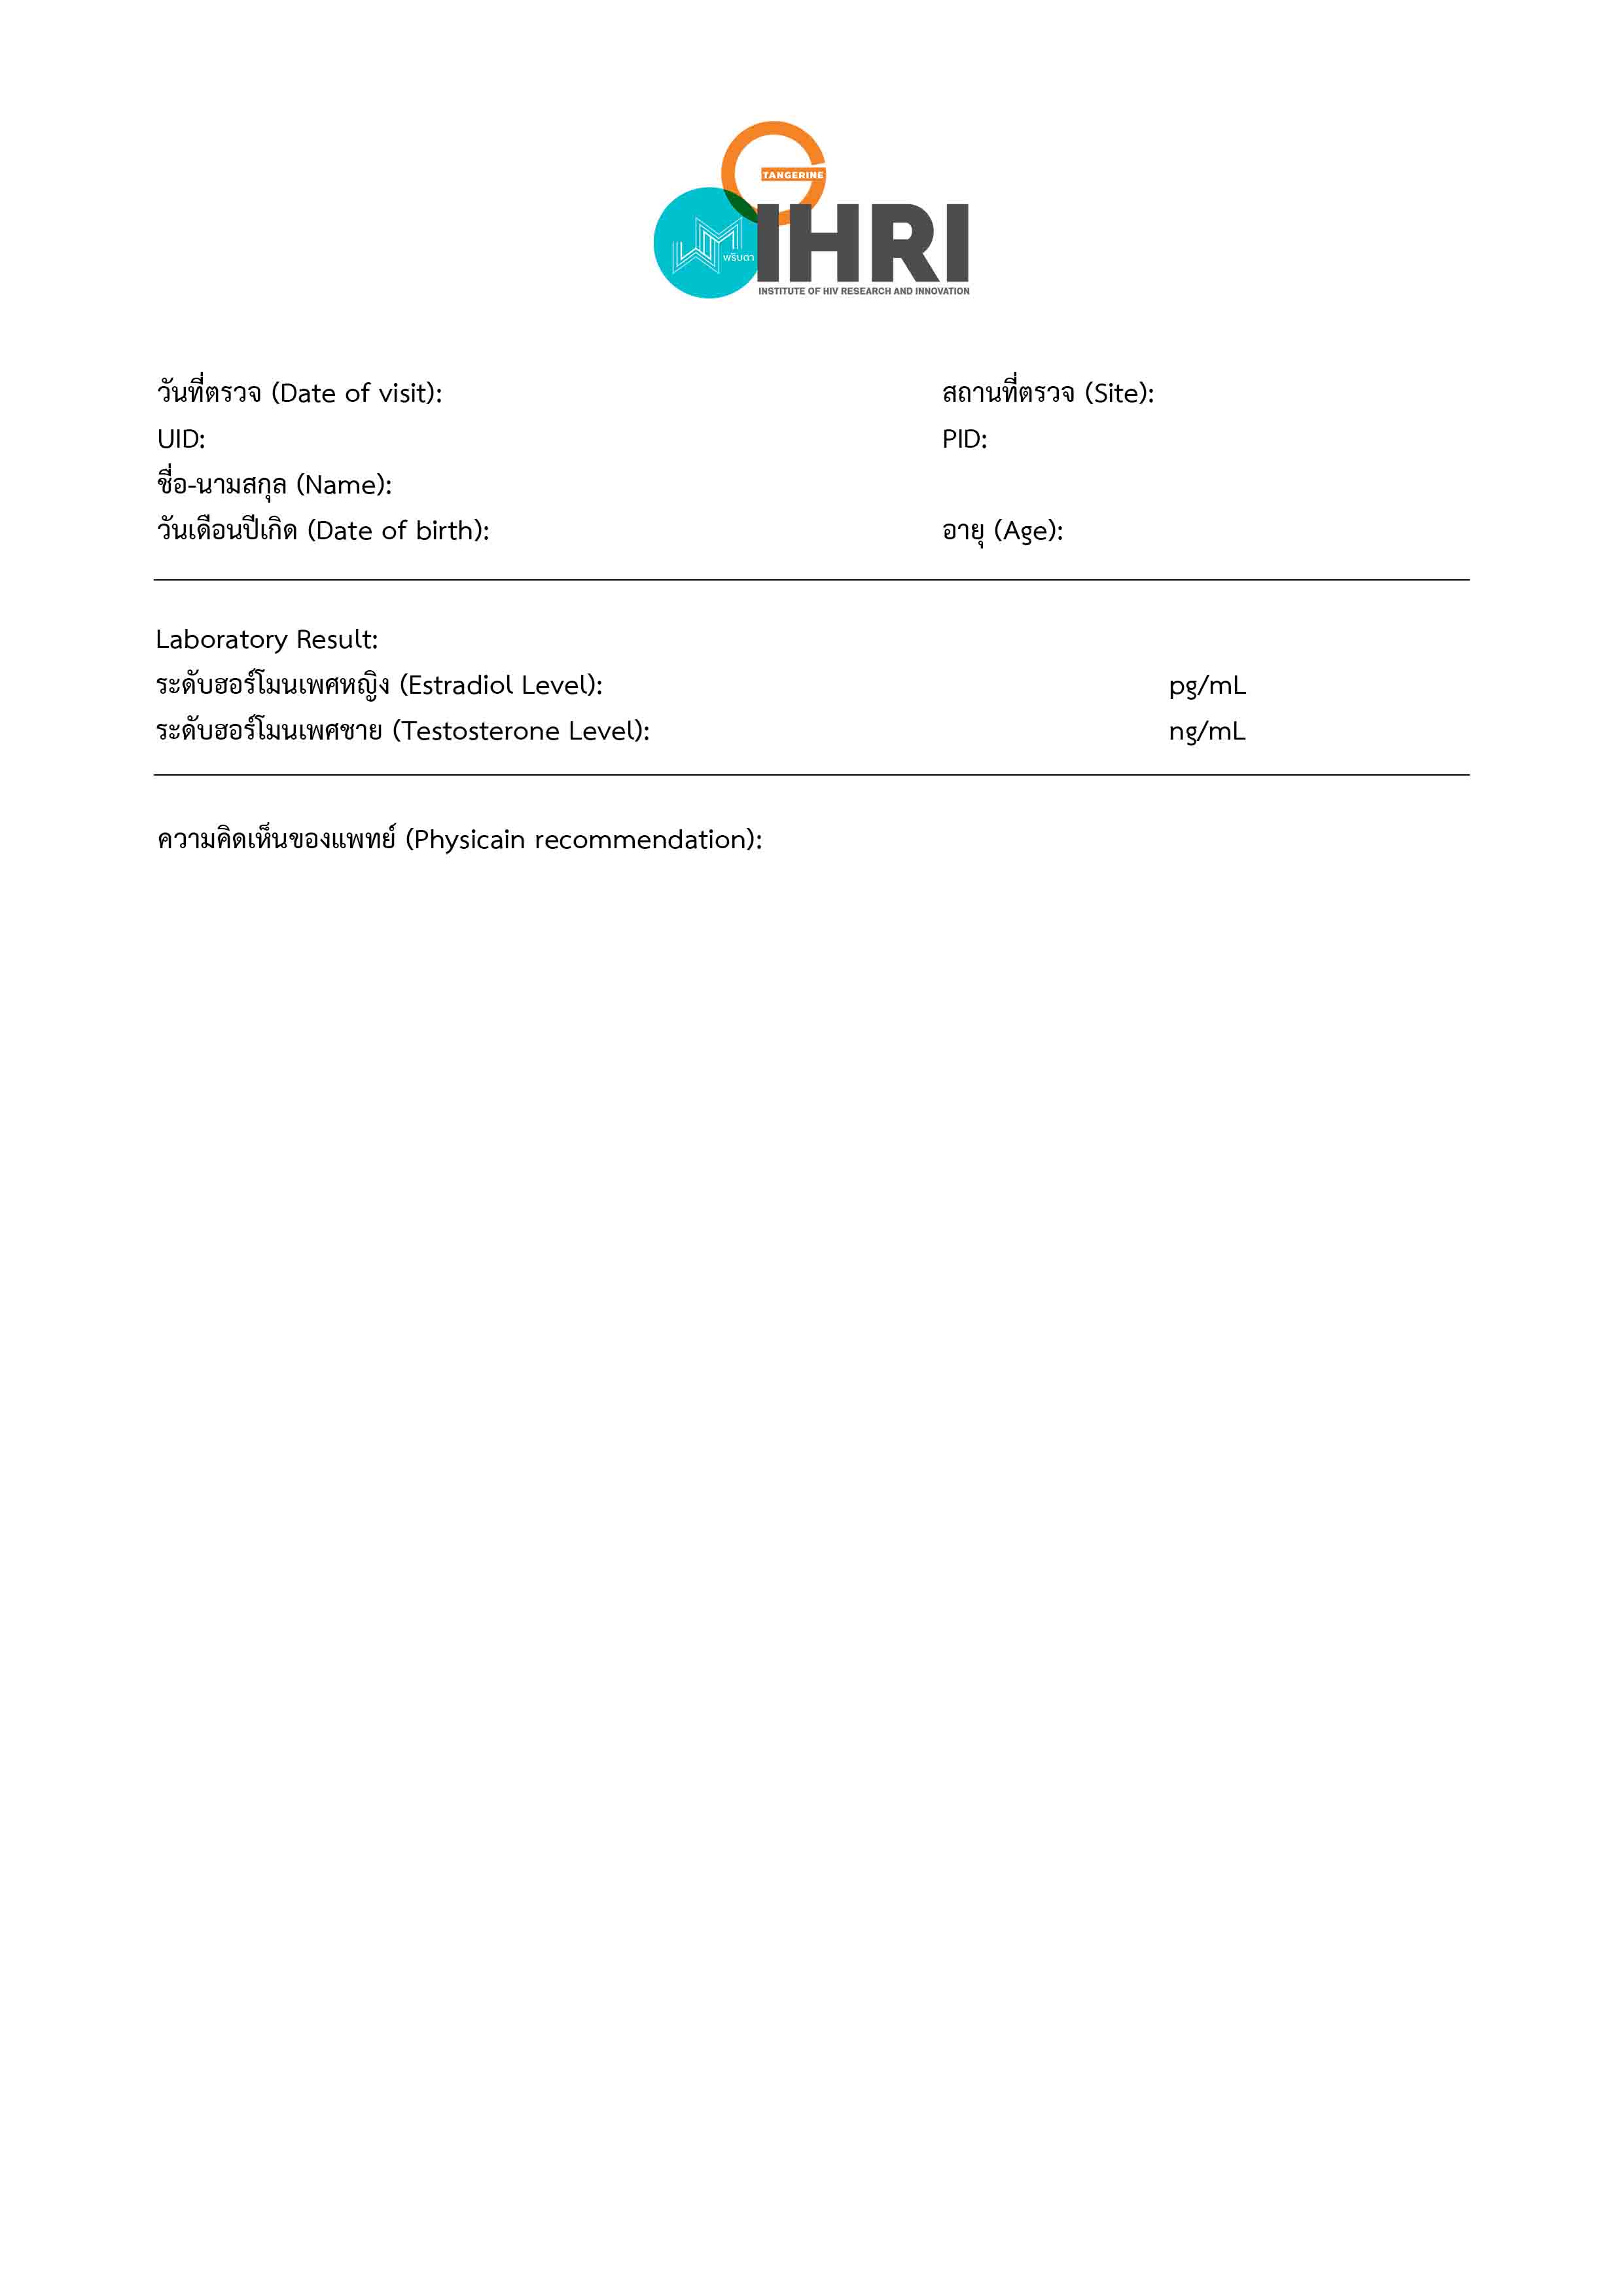 TANGERINE
พริบตา
IHRI
INSTITUTE OF HIV RESEARCH AND INNOVATION
วันที่ตรวจ (Date of visit): สถานที่ตรวจ (Site):
UID: PID:
ชื่อ-นามสกุล (Name):
วันเดือนปีเกิด (Date of birth): อายุ (Age):
Laboratory Result:
ระดับฮอร์โมนเพศหญิง (Estradiol Level): pg/mL
ระดับฮอร์โมนเพศชาย (Testosterone Level): ng/mL
ความคิดเห็นของแพทย์ (Physicain recommendation):